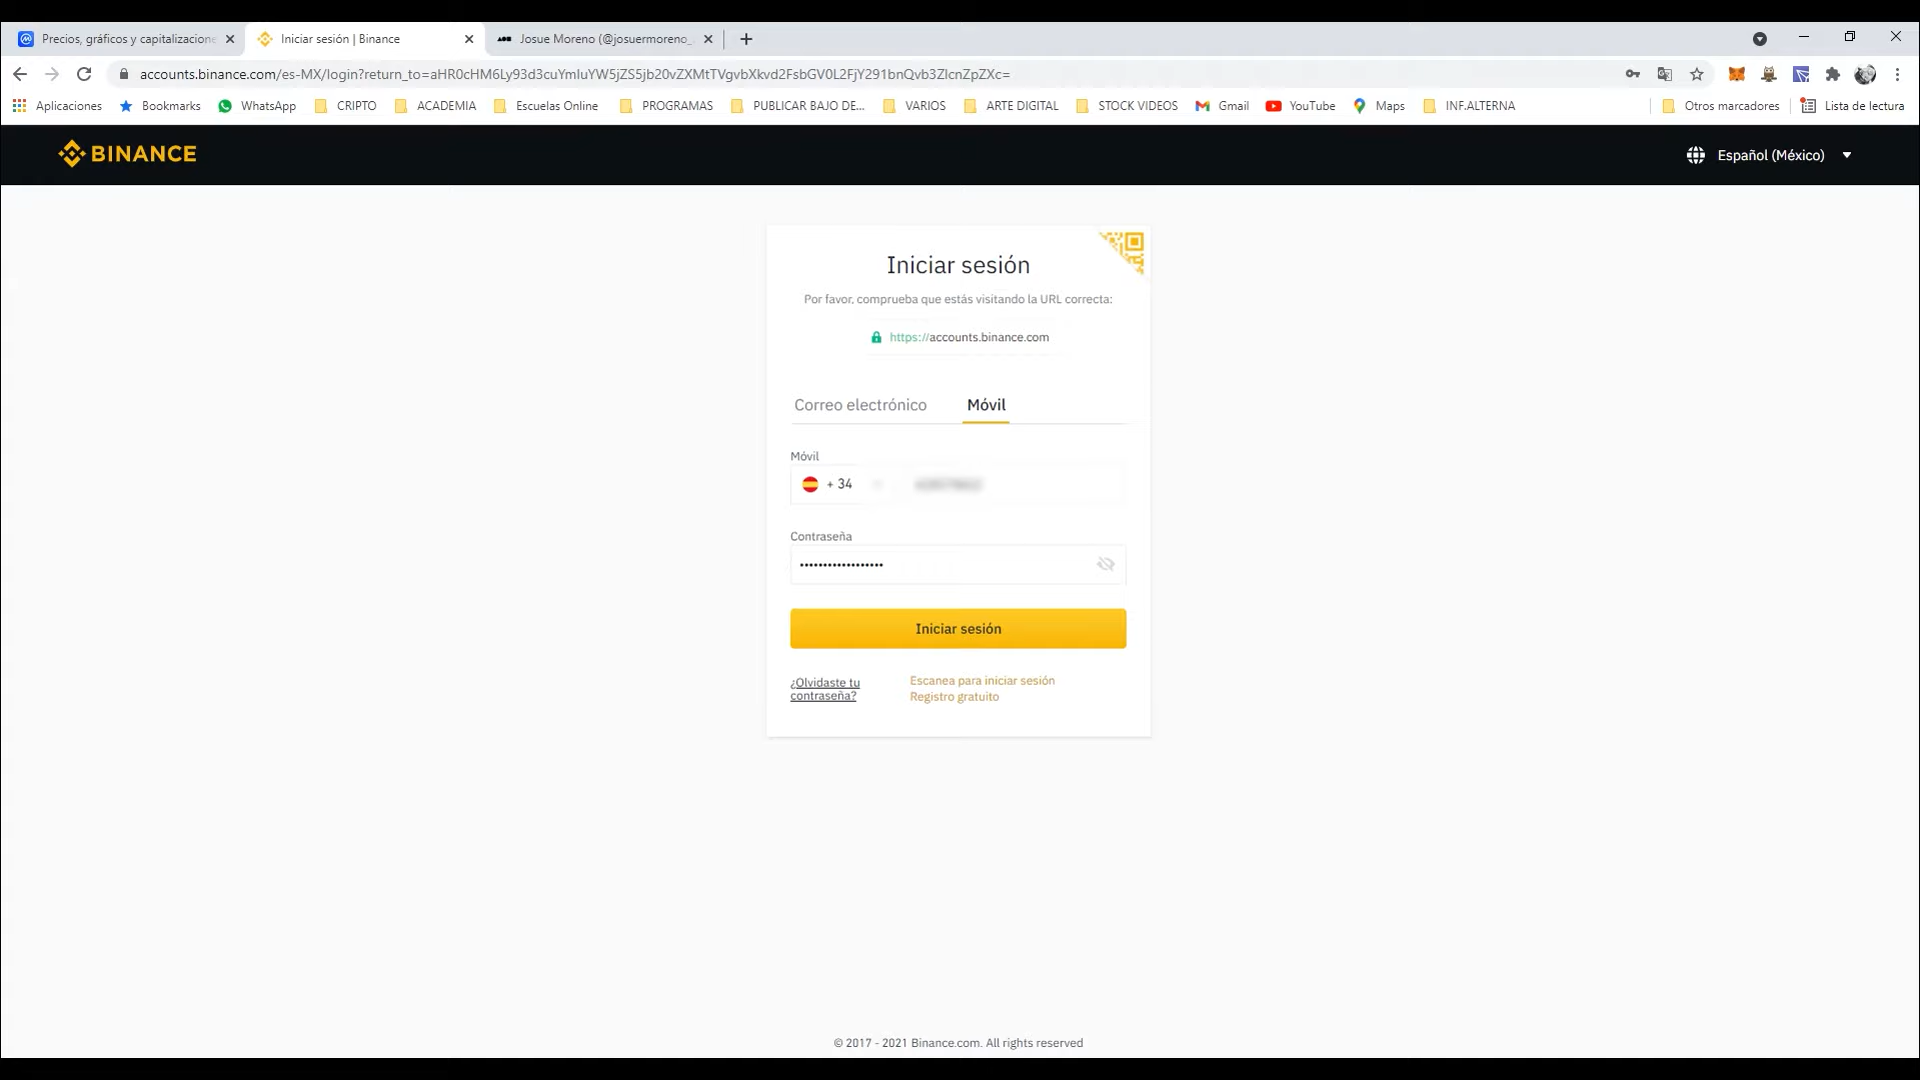 Precios, gráficos y capitalizacione
Iniciar sesión | Binance
Josue Moreno (@josuermoreno_
accounts.binance.com/es-MX/login?return_to=aHR0cHM6Ly93d3cuYmluYW5jZS5jb20vZXMtTVgvbXkvd2FsbGV0L2FjY291bnQvb3ZlcnZpZXc=
Aplicaciones Bookmarks WhatsApp CRIPTO ACADEMIA Escuelas Online PROGRAMAS PUBLICAR BAJO DE... VARIOS ARTE DIGITAL STOCK VIDEOS Gmail YouTube Maps INF.ALTERNA Otros marcadores Lista de lectura
BINANCE
Español (México)
Iniciar sesión
Por favor, comprueba que estás visitando la URL correcta:
https://accounts.binance.com
Correo electrónico Móvil
Móvil
+ 34
Contraseña
Iniciar sesión
¿Olvidaste tu
contraseña?
Escanea para iniciar sesión
Registro gratuito
© 2017 - 2021 Binance.com. All rights reserved